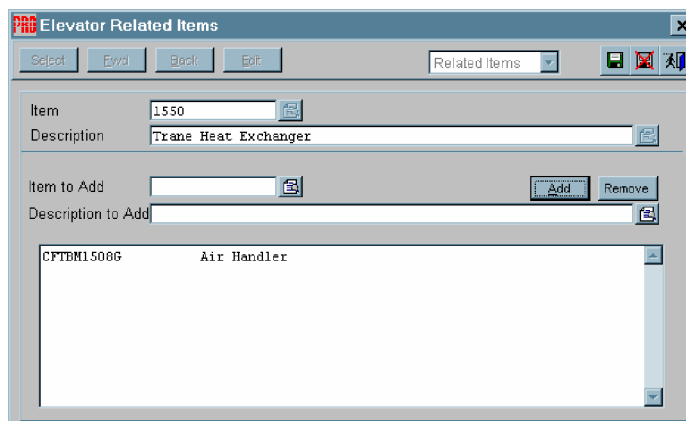 PRO Elevator Related Items
Select Fwd Back Edit Related Items
Item 1550
Description Trane Heat Exchanger
Item to Add Add Remove
Description to Add
CFTBM1508G Air Handler